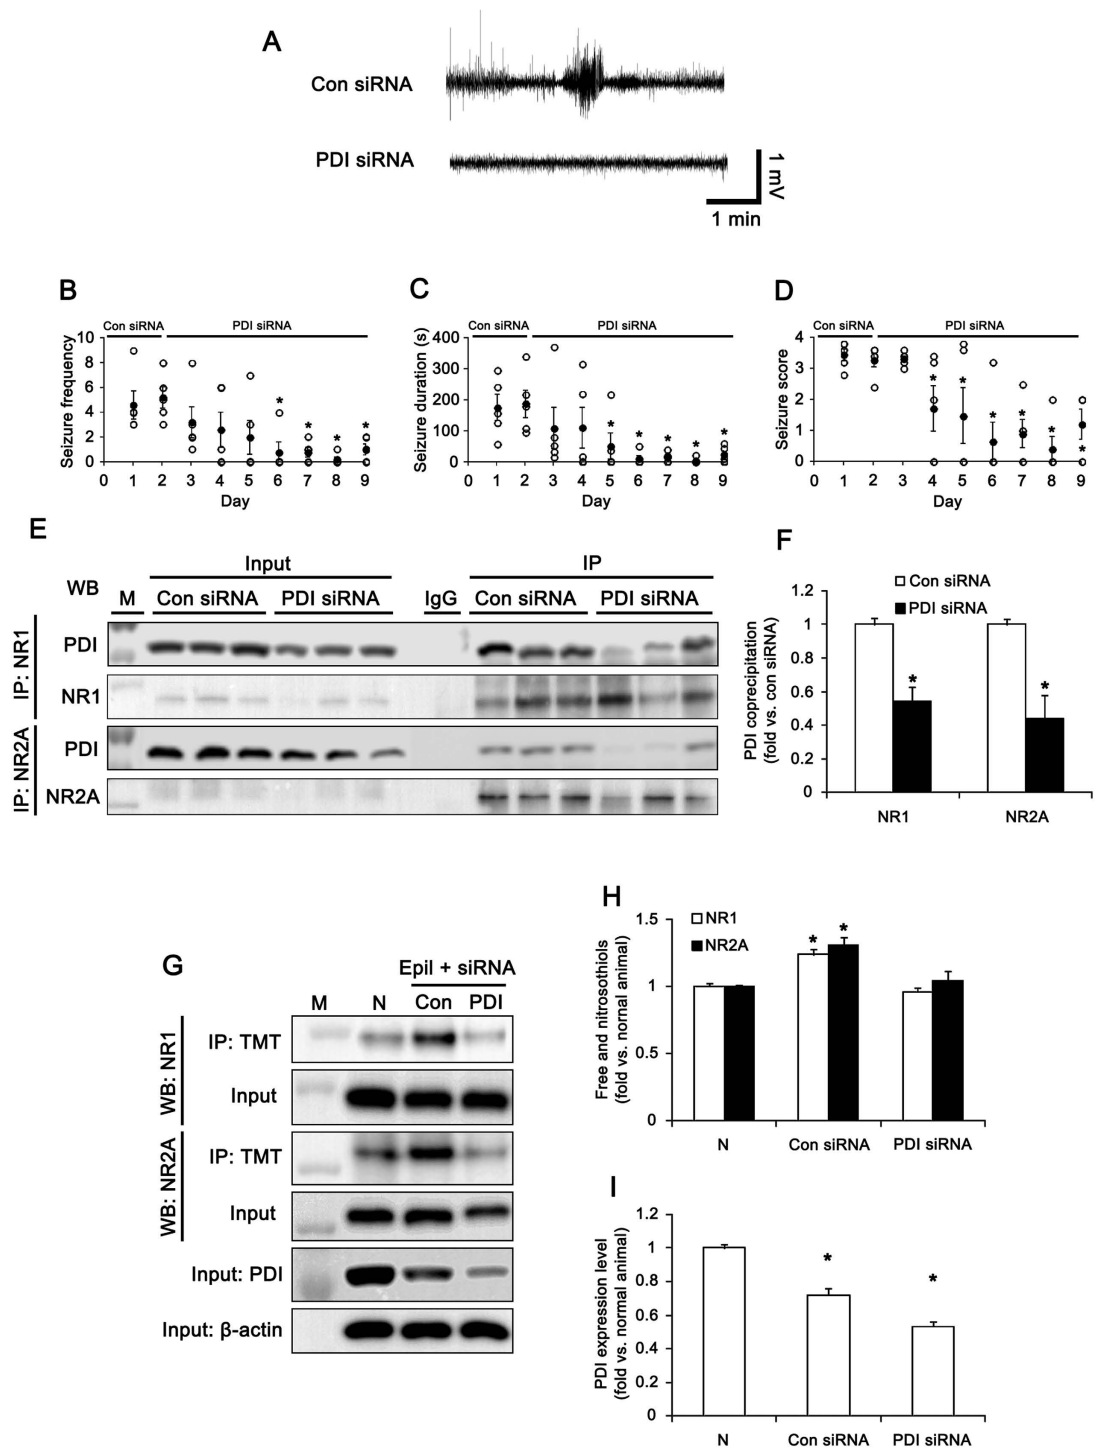 A
Con siRNA
PDI siRNA
1 mV
1 min
B
Con siRNA PDI siRNA
Seizure frequency
10
8
6
4
2
0
0 1 2 3 4 5 6 7 8 9
Day
* * * *
C
Con siRNA PDI siRNA
Seizure duration (s)
400
300
200
100
0
0 1 2 3 4 5 6 7 8 9
Day
* * * * *
D
Con siRNA PDI siRNA
Seizure score
4
3
2
1
0
0 1 2 3 4 5 6 7 8 9
Day
* * * * * *
E
Input IP
WB
M Con siRNA PDI siRNA IgG Con siRNA PDI siRNA
IP: NR1
PDI
NR1
IP: NR2A
PDI
NR2A
F
Con siRNA
PDI siRNA
PDI coprecipitation
(fold vs. con siRNA)
1.2
1
0.8
0.6
0.4
0.2
0
* *
NR1 NR2A
G
Epil + siRNA
M N Con PDI
WB: NR1
IP: TMT
Input
WB: NR2A
IP: TMT
Input
Input: PDI
Input: β-actin
H
NR1
NR2A
Free and nitrosothiols
(fold vs. normal animal)
1.5
1
0.5
0
* *
N Con siRNA PDI siRNA
I
PDI expression level
(fold vs. normal animal)
1.2
1
0.8
0.6
0.4
0.2
0
* *
N Con siRNA PDI siRNA